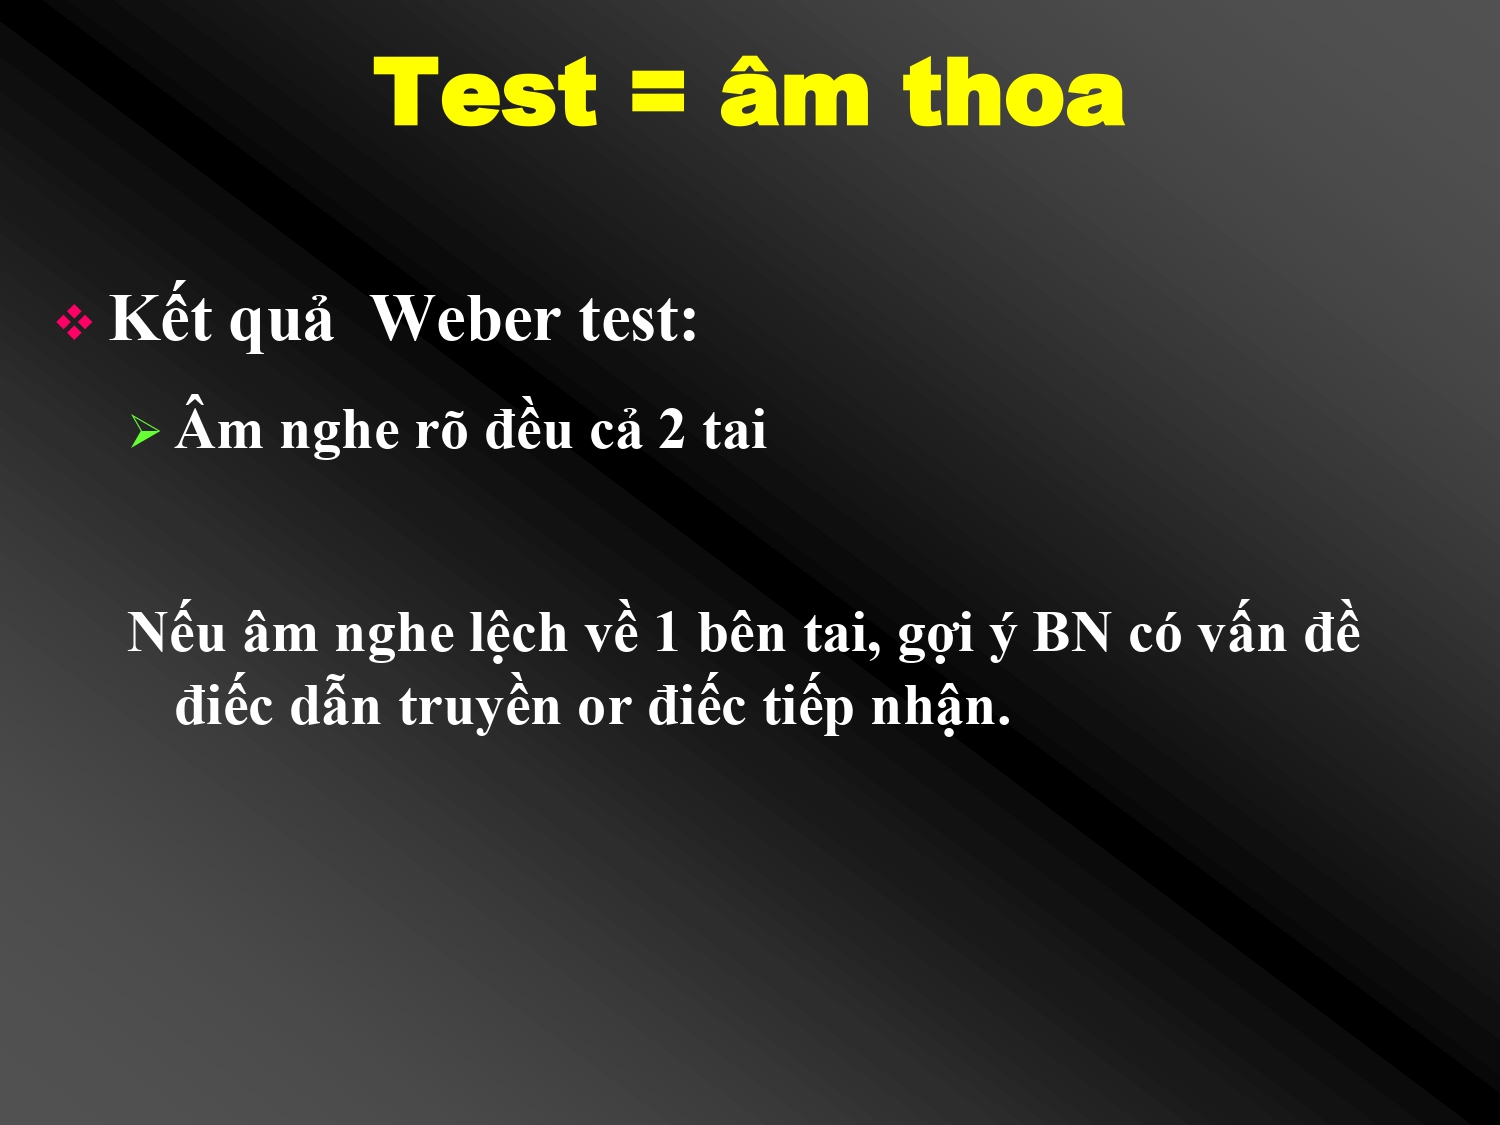 Test = âm thoa
Kết quả  Weber test:
Âm nghe rõ đều cả 2 tai
Nếu âm nghe lệch về 1 bên tai, gợi ý BN có vấn đề
điếc dẫn truyền or điếc tiếp nhận.